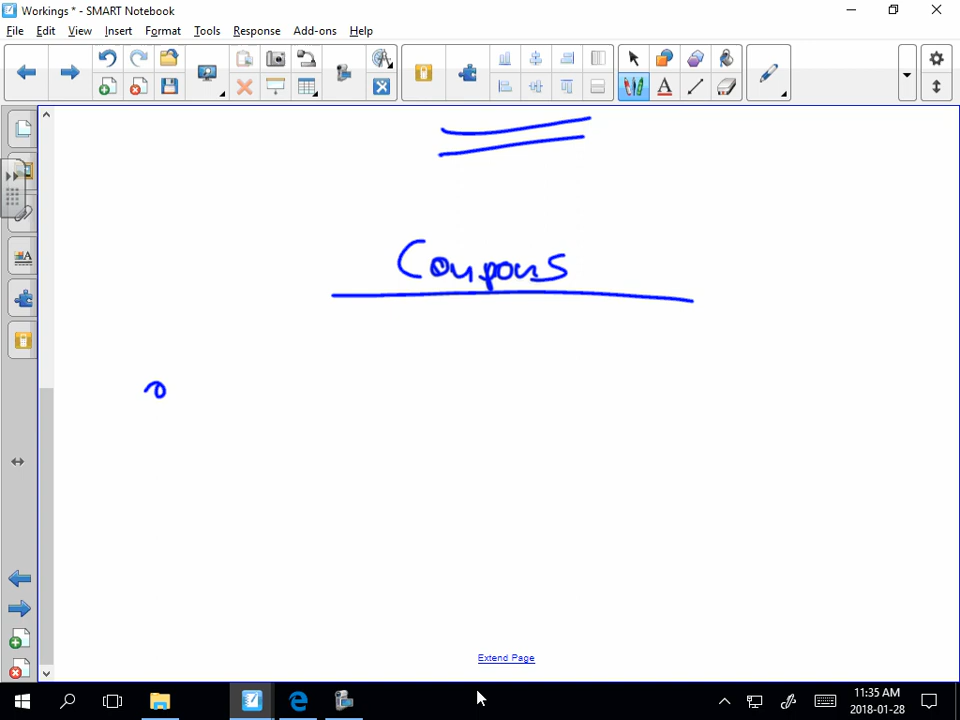 Workings * - SMART Notebook
File Edit View Insert Format Tools Response Add-ons Help
Coupons
Extend Page
11:35 AM
2018-01-28